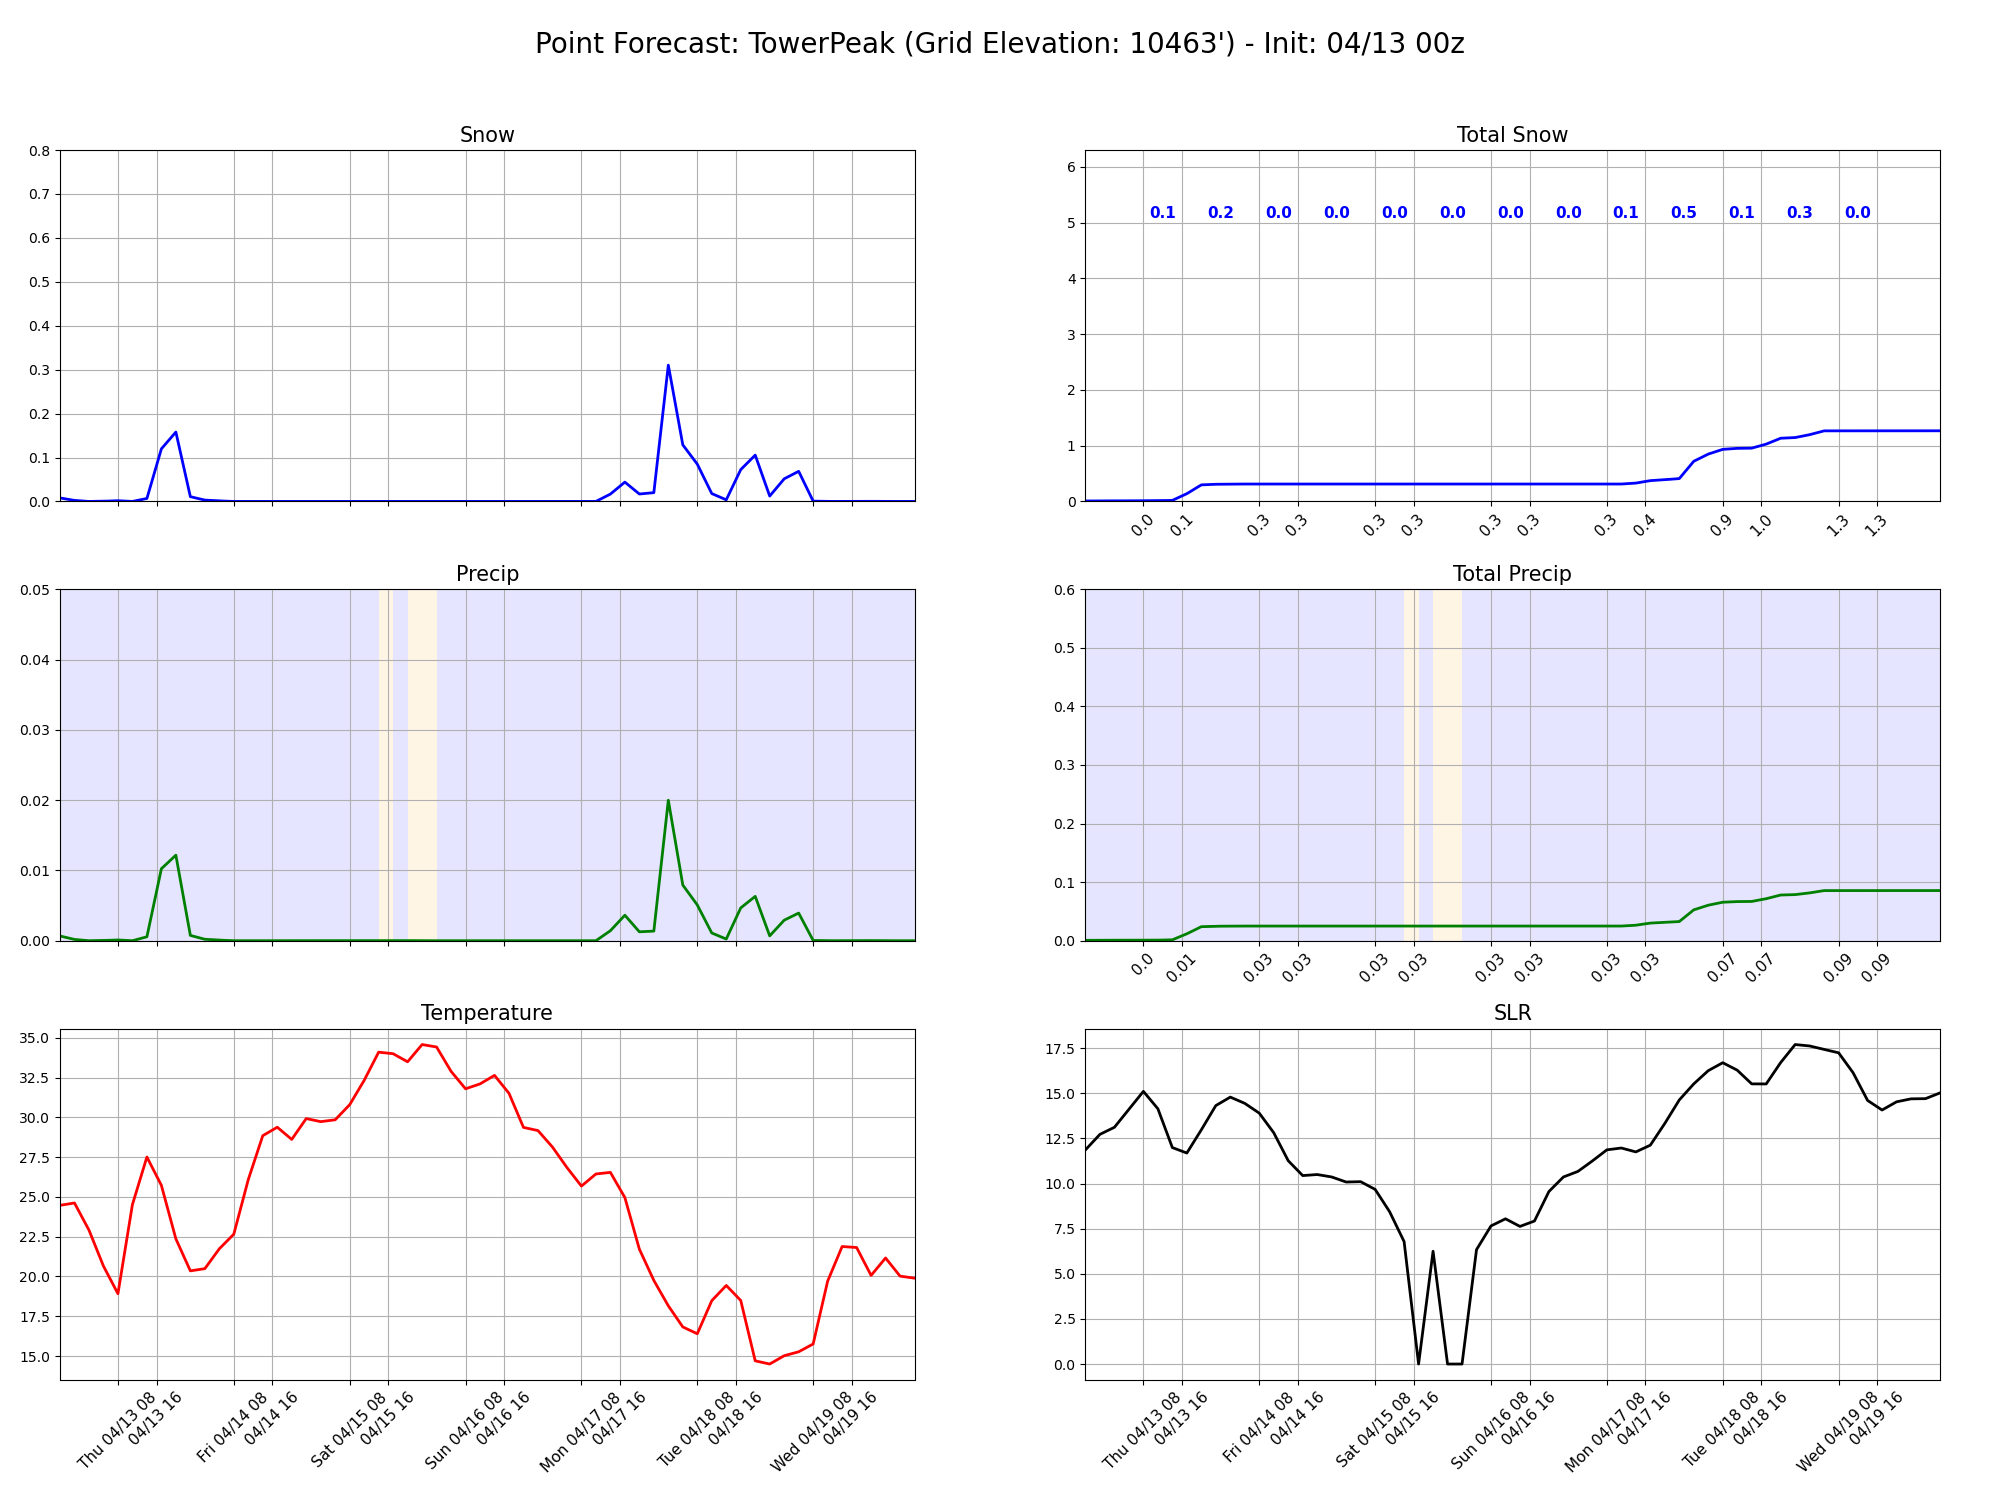 Point Forecast: TowerPeak (Grid Elevation: 10463') - Init: 04/13 00z
Snow
0.8
0.7
0.6
0.5
0.4
0.3
0.2
0.1
0.0
Total Snow
6
5
4
3
2
1
0
0.1 0.2 0.0 0.0 0.0 0.0 0.0 0.0 0.1 0.5 0.1 0.3 0.0
0.0 0.1 0.3 0.3 0.3 0.3 0.3 0.3 0.3 0.4 0.9 1.0 1.3 1.3
Precip
0.05
0.04
0.03
0.02
0.01
0.00
Total Precip
0.6
0.5
0.4
0.3
0.2
0.1
0.0
0.0 0.01 0.03 0.03 0.03 0.03 0.03 0.03 0.03 0.03 0.07 0.07 0.09 0.09
Temperature
35.0
32.5
30.0
27.5
25.0
22.5
20.0
17.5
15.0
Thu 04/13 08
04/13 16
Fri 04/14 08
04/14 16
Sat 04/15 08
04/15 16
Sun 04/16 08
04/16 16
Mon 04/17 08
04/17 16
Tue 04/18 08
04/18 16
Wed 04/19 08
04/19 16
SLR
17.5
15.0
12.5
10.0
7.5
5.0
2.5
0.0
Thu 04/13 08
04/13 16
Fri 04/14 08
04/14 16
Sat 04/15 08
04/15 16
Sun 04/16 08
04/16 16
Mon 04/17 08
04/17 16
Tue 04/18 08
04/18 16
Wed 04/19 08
04/19 16